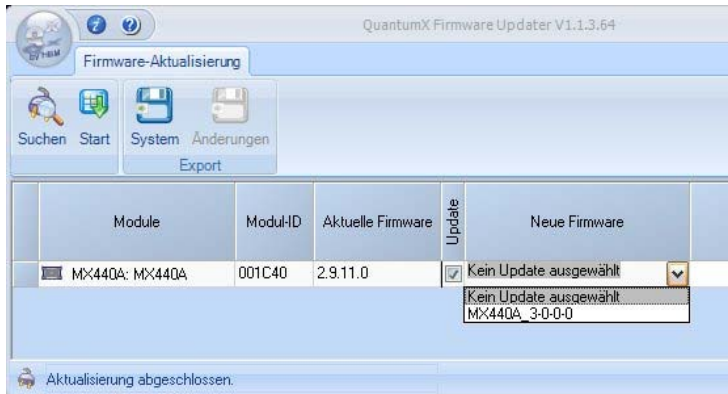 QuantumX Firmware Updater V1.1.3.64
Firmware-Aktualisierung
Suchen Start System Änderungen
Export
Module Modul-ID Aktuelle Firmware Update Neue Firmware
MX440A: MX440A 001C40 2.9.11.0 Kein Update ausgewählt
Kein Update ausgewählt
MX440A_3-0-0-0
Aktualisierung abgeschlossen.